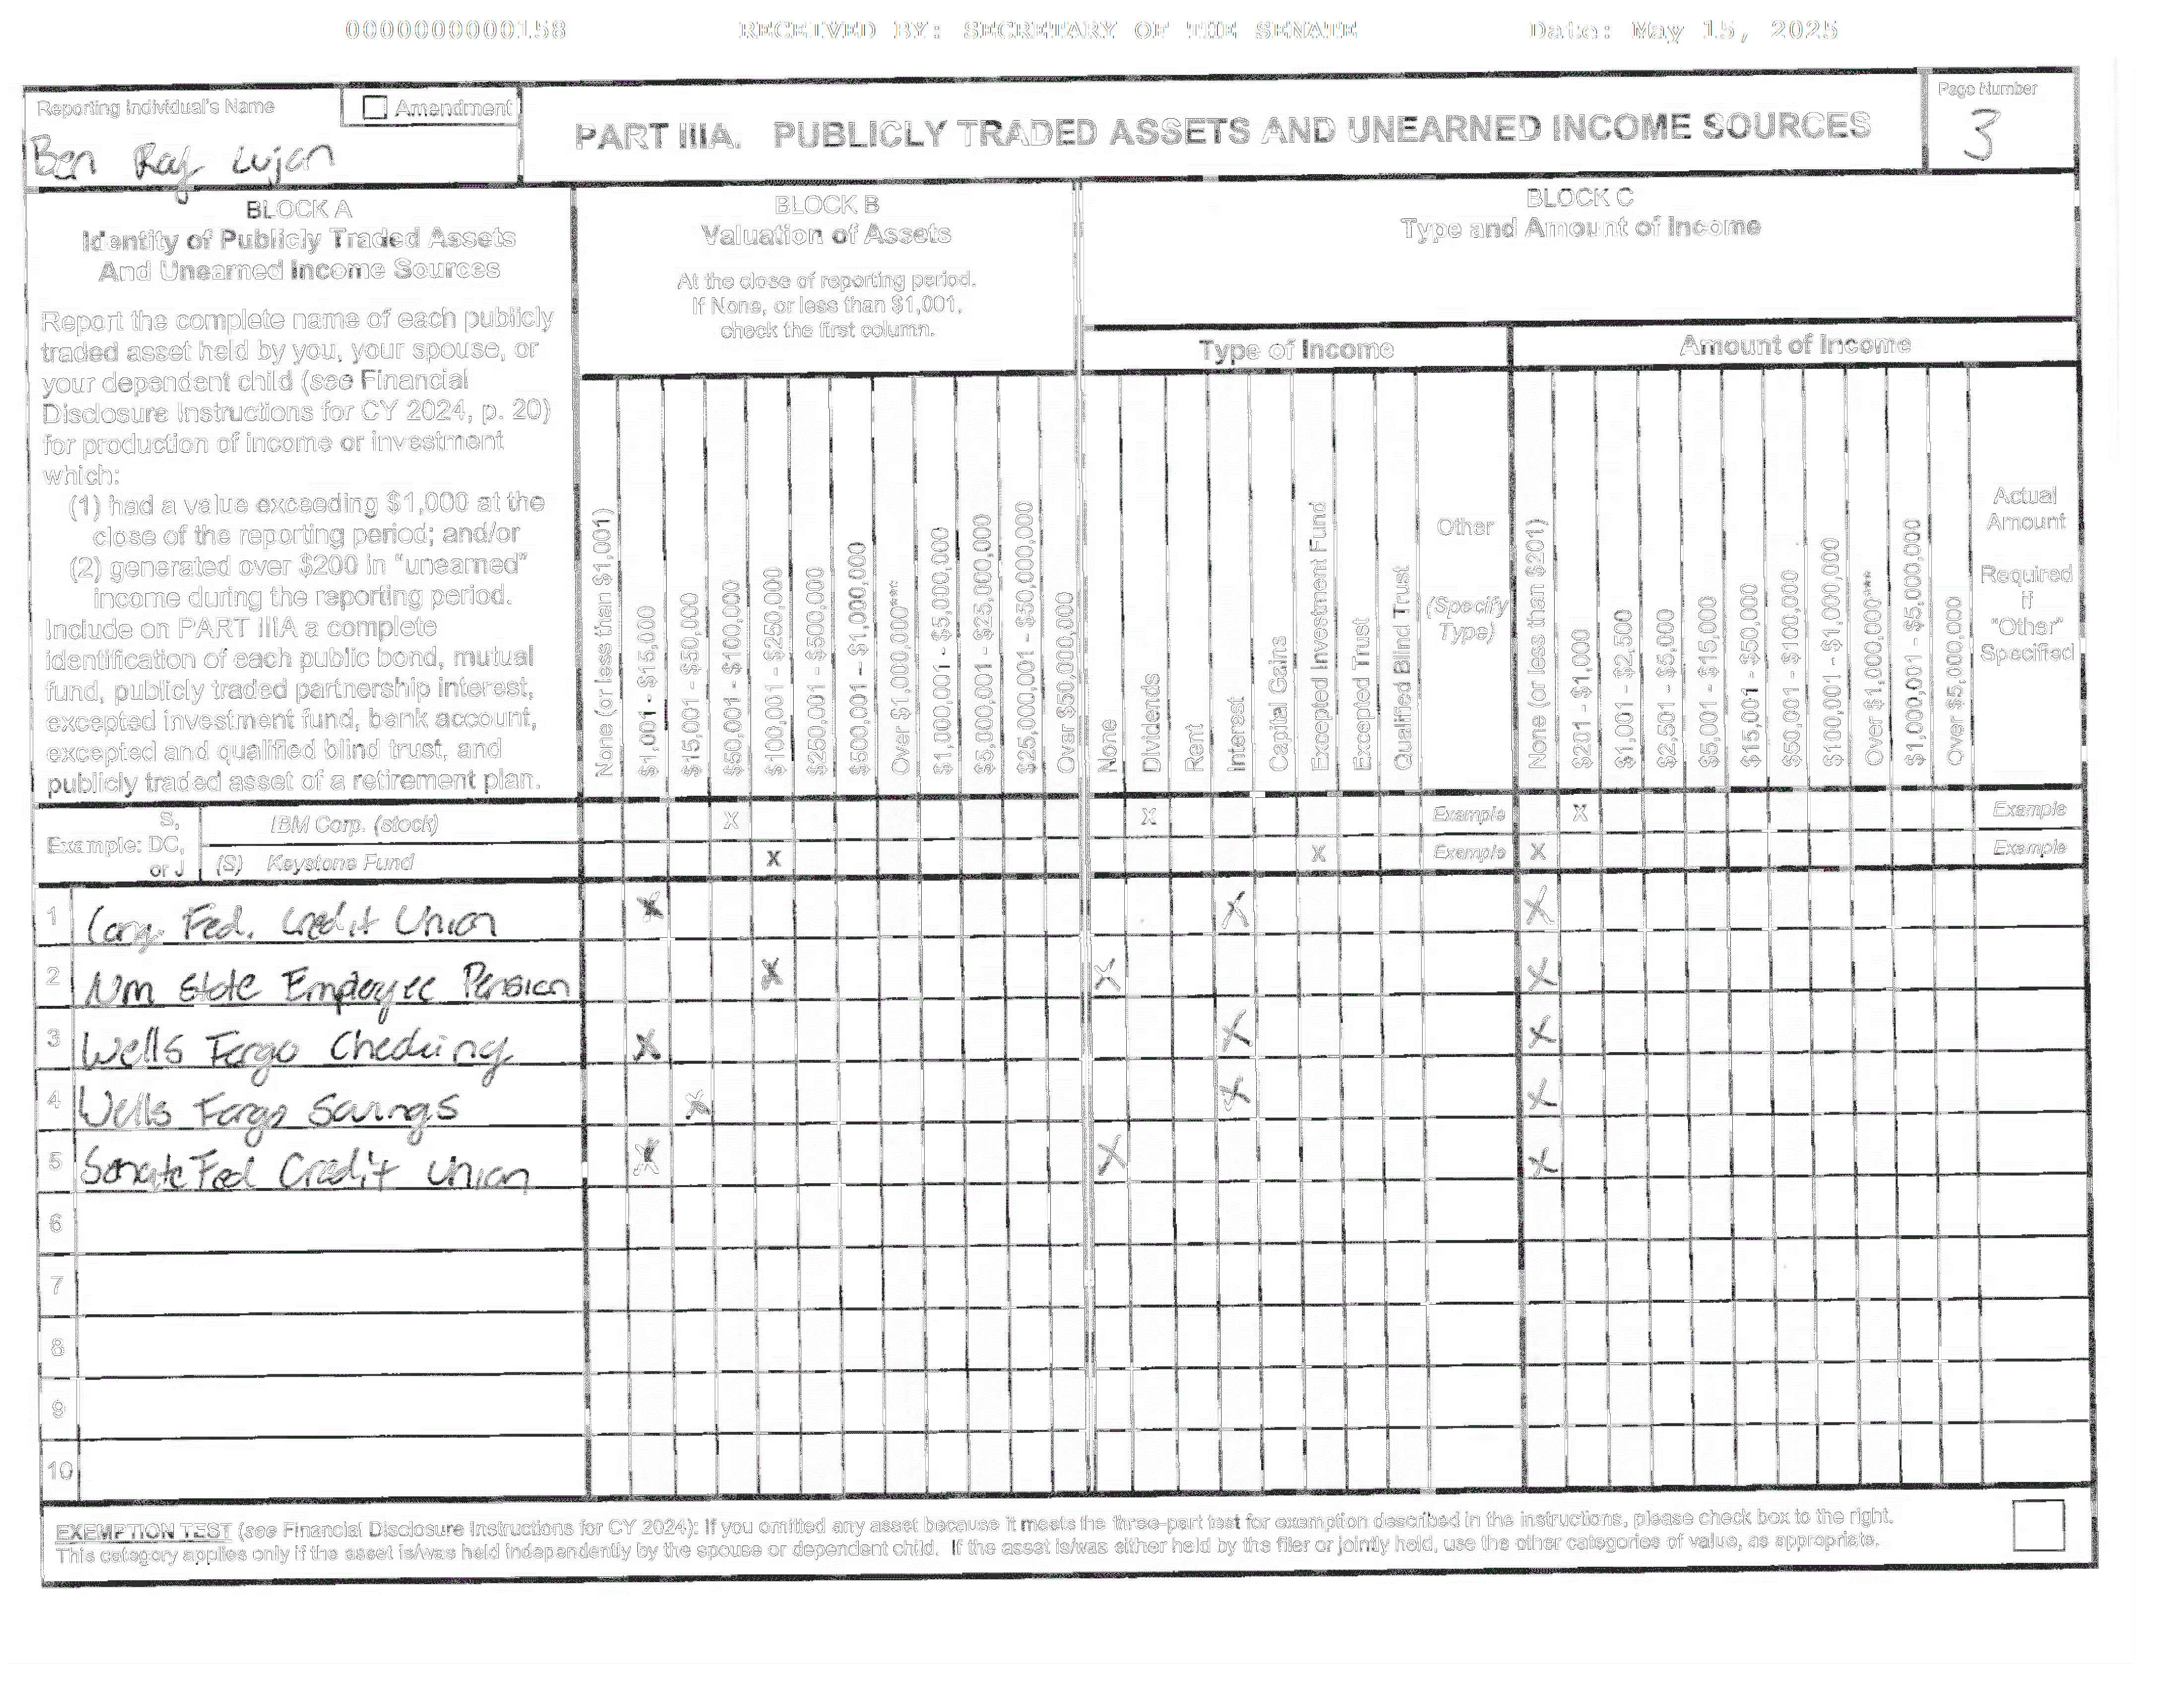 0000000000158 RECEIVED BY: SECRETARY OF THE SENATE Date: May 15, 2025
Reporting Individual's Name
Amendment
Ben Ray Lujan
PART IIIA. PUBLICLY TRADED ASSETS AND UNEARNED INCOME SOURCES
Page Number
3
BLOCK A
Identity of Publicly Traded Assets
And Unearned Income Sources
Report the complete name of each publicly
traded asset held by you, your spouse, or
your dependent child (see Financial
Disclosure Instructions for CY 2024, p. 20)
for production of income or investment
which:
(1) had a value exceeding $1,000 at the
close of the reporting period; and/or
(2) generated over $200 in "unearned"
income during the reporting period.
Include on PART IIIA a complete
identification of each public bond, mutual
fund, publicly traded partnership interest,
excepted investment fund, bank account,
excepted and qualified blind trust, and
publicly traded asset of a retirement plan.
BLOCK B
Valuation of Assets
At the close of reporting period.
If None, or less than $1,001,
check the first column.
None (or less than $1,001)
$1,001 - $15,000
$15,001 - $50,000
$50,001 - $100,000
$100,001 - $250,000
$250,001 - $500,000
$500,001 - $1,000,000
Over $1,000,000***
$1,000,001 - $5,000,000
$5,000,001 - $25,000,000
$25,000,001 - $50,000,000
Over $50,000,000
BLOCK C
Type and Amount of Income
Type of Income
None
Dividends
Rent
Interest
Capital Gains
Excepted Investment Fund
Excepted Trust
Qualified Blind Trust
Other
(Specify
Type)
Amount of Income
None (or less than $201)
$201 - $1,000
$1,001 - $2,500
$2,501 - $5,000
$5,001 - $15,000
$15,001 - $50,000
$50,001 - $100,000
$100,001 - $1,000,000
Over $1,000,000***
$1,000,001 - $5,000,000
Over $5,000,000
Actual
Amount
Required
if
"Other"
Specified
Example: S, DC, or J
IBM Corp. (stock) X X Example X Example
(S) Keystone Fund X X Example X Example
1 Cong. Fed. Credit Union X X X
2 NM State Employee Pension X X X
3 Wells Fargo Checking X X X
4 Wells Fargo Savings X X X
5 Senate Fed Credit Union X X X
6
7
8
9
10
EXEMPTION TEST (see Financial Disclosure Instructions for CY 2024): If you omitted any asset because it meets the three-part test for exemption described in the instructions, please check box to the right.
This category applies only if the asset is/was held independently by the spouse or dependent child. If the asset is/was either held by the filer or jointly held, use the other categories of value, as appropriate.